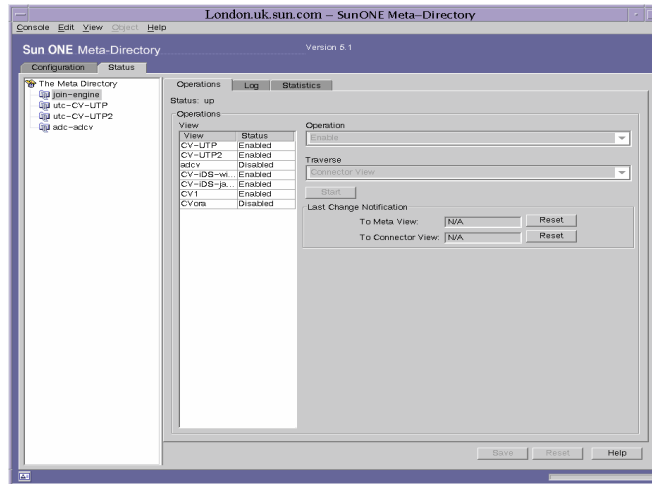 London.uk.sun.com – SunONE Meta–Directory
Console Edit View Object Help
Sun ONE Meta-Directory
Version 5.1
Configuration Status
The Meta Directory
join–engine
utc–CV–UTP
utc–CV–UTP2
adc–adcv
Operations Log Statistics
Status: up
Operations
View
View Status
CV–UTP Enabled
CV–UTP2 Enabled
adcv Disabled
CV–iDS–wi... Enabled
CV–iDS–ja... Enabled
CV1 Enabled
CVora Disabled
Operation
Enable
Traverse
Connector View
Start
Last Change Notification
To Meta View: N/A Reset
To Connector View: N/A Reset
Save Reset Help